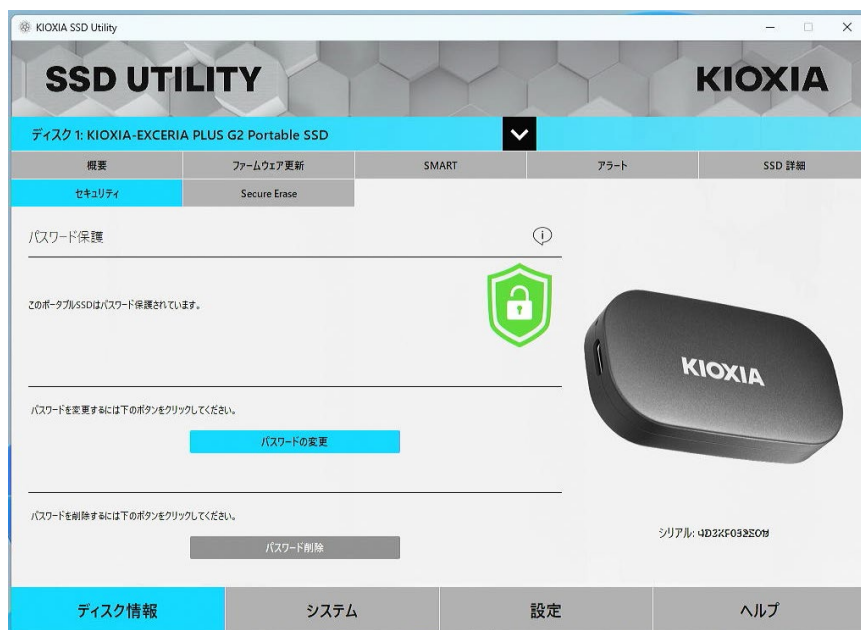 KIOXIA SSD Utility
SSD UTILITY
KIOXIA
ディスク 1: KIOXIA-EXCERIA PLUS G2 Portable SSD
概要 ファームウェア更新 SMART アラート SSD 詳細
セキュリティ Secure Erase
パスワード保護
このポータブルSSDはパスワード保護されています。
KIOXIA
パスワードを変更するには下のボタンをクリックしてください。
パスワードの変更
パスワードを削除するには下のボタンをクリックしてください。
パスワード削除
シリアル:
ディスク情報 システム 設定 ヘルプ